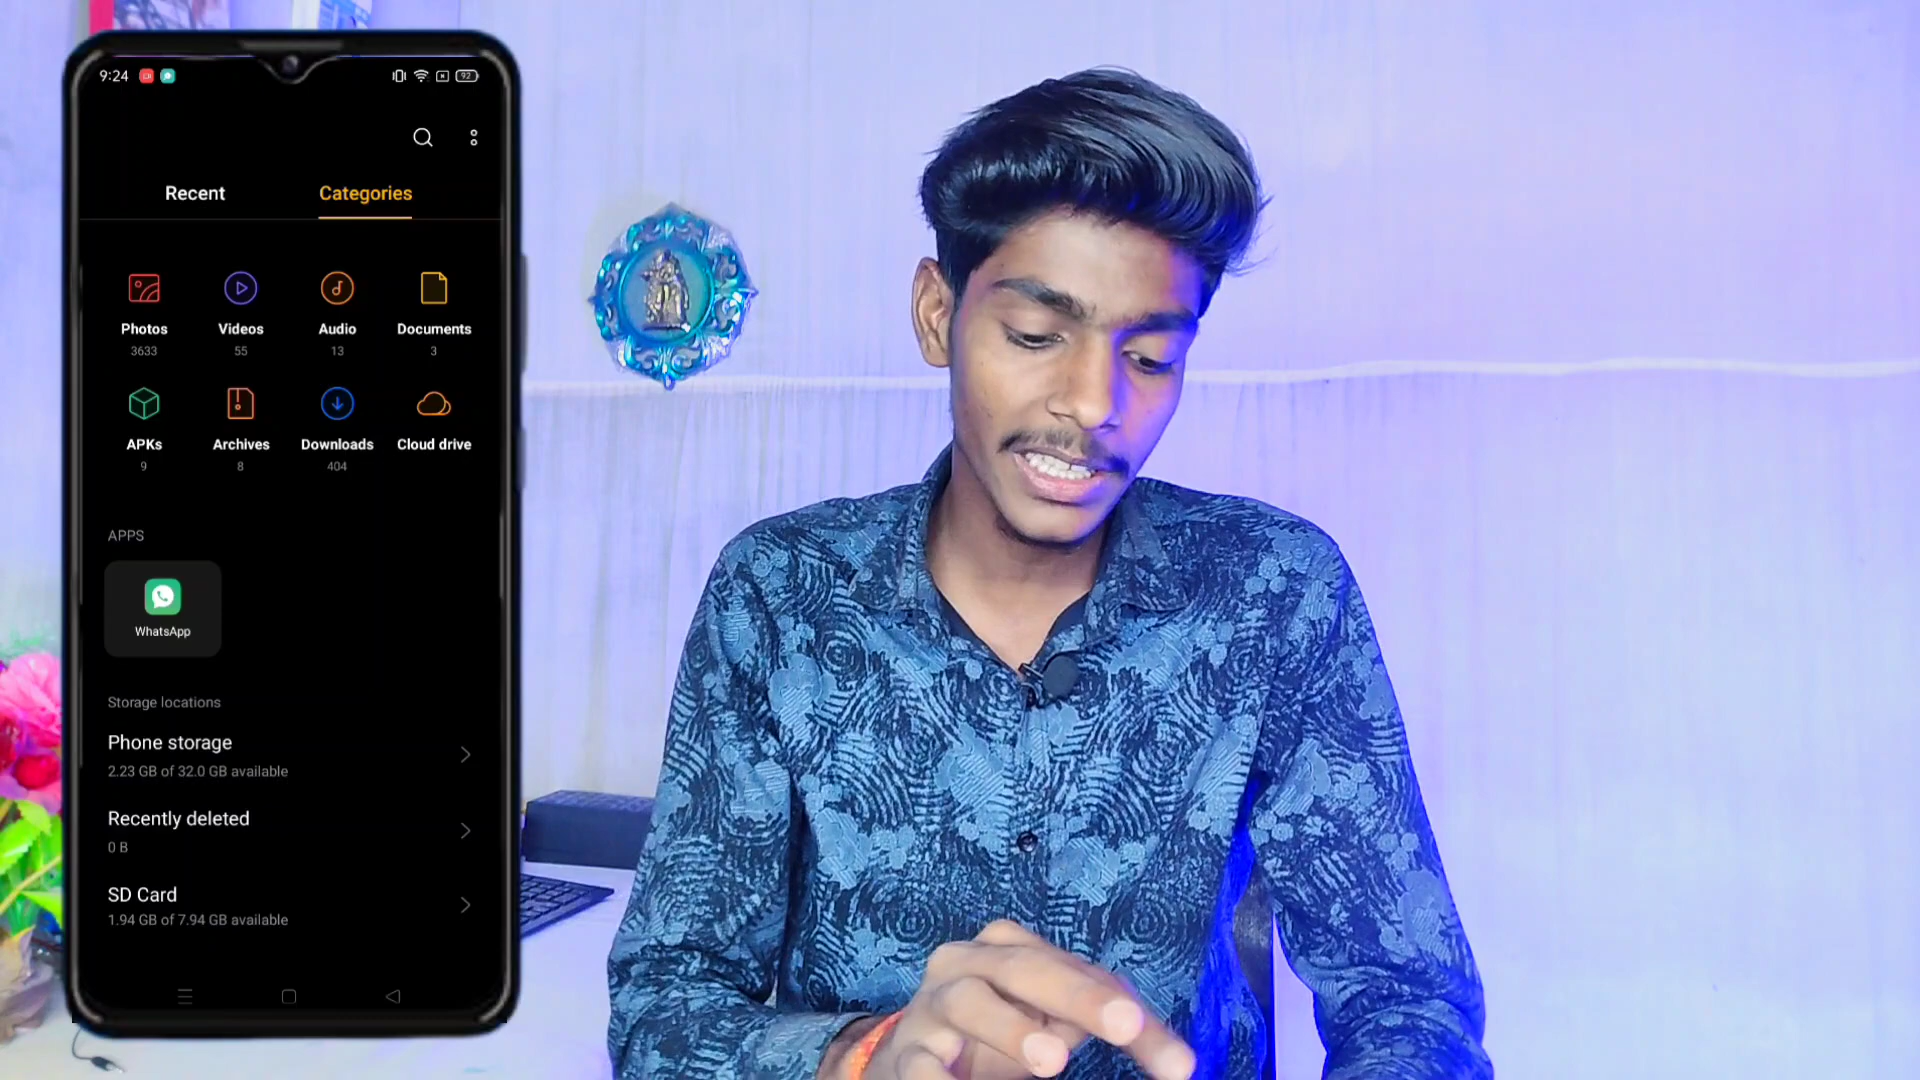 9:24
92
Recent Categories
Photos Videos Audio Documents
3633 55 13 3
APKs Archives Downloads Cloud drive
9 8 404
APPS
WhatsApp
Storage locations
Phone storage
2.23 GB of 32.0 GB available
Recently deleted
0 B
SD Card
1.94 GB of 7.94 GB available